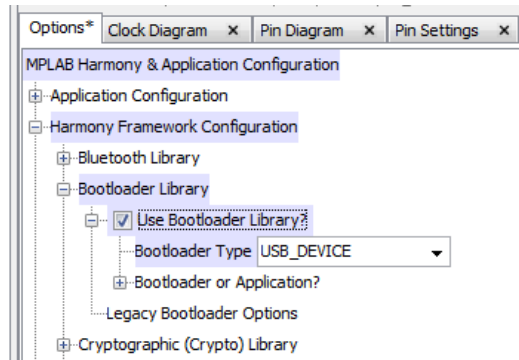 Options* Clock Diagram x Pin Diagram x Pin Settings x
MPLAB Harmony & Application Configuration
Application Configuration
Harmony Framework Configuration
Bluetooth Library
Bootloader Library
Use Bootloader Library?
Bootloader Type USB_DEVICE
Bootloader or Application?
Legacy Bootloader Options
Cryptographic (Crypto) Library